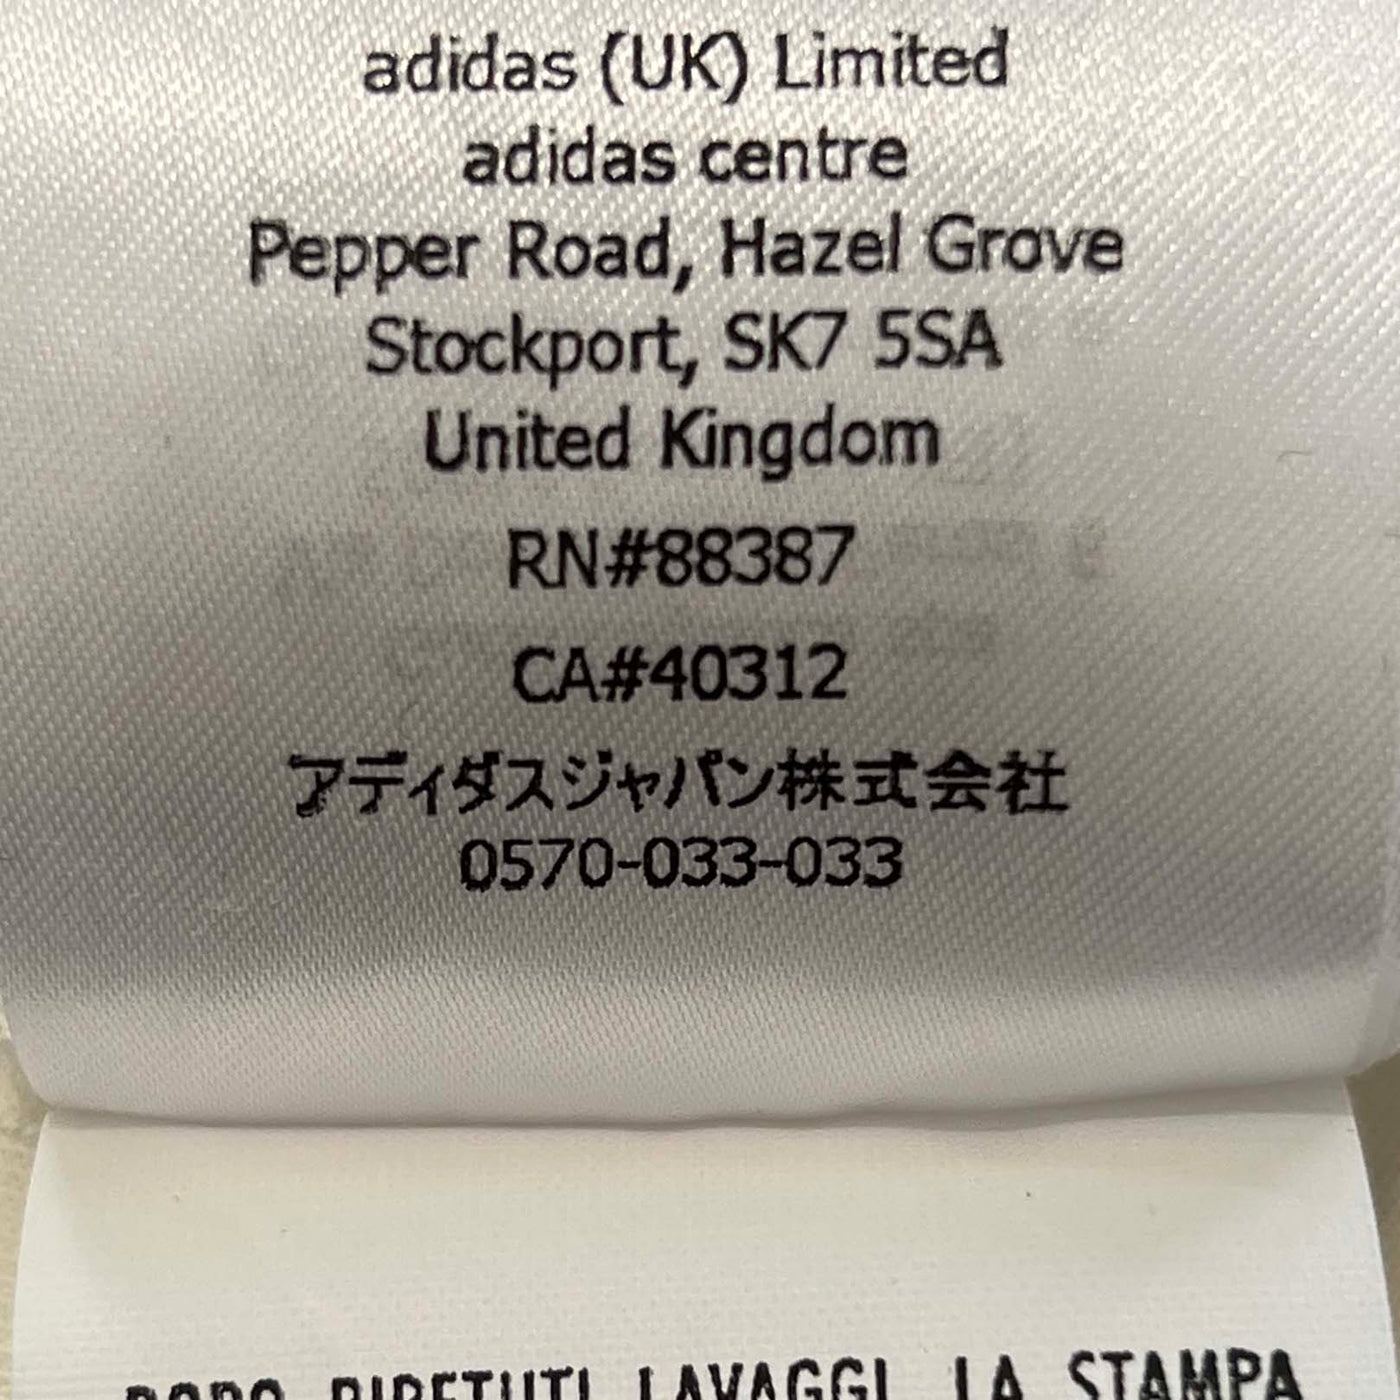 adidas (UK) Limited
adidas centre
Pepper Road, Hazel Grove
Stockport, SK7 5SA
United Kingdom
RN#88387
CA#40312
アディダスジャパン株式会社
0570-033-033
DOPO RIPETUTI LAVAGGI LA STAMPA